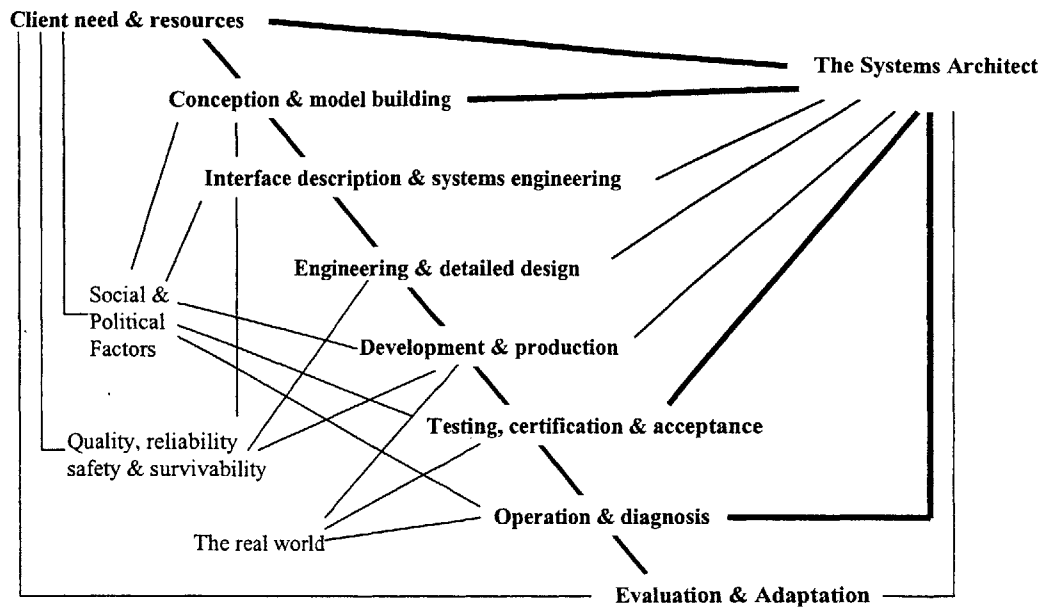 Client need & resources
The Systems Architect
Conception & model building
Interface description & systems engineering
Engineering & detailed design
Social &
Political
Factors
Development & production
Testing, certification & acceptance
Quality, reliability
safety & survivability
Operation & diagnosis
The real world
Evaluation & Adaptation